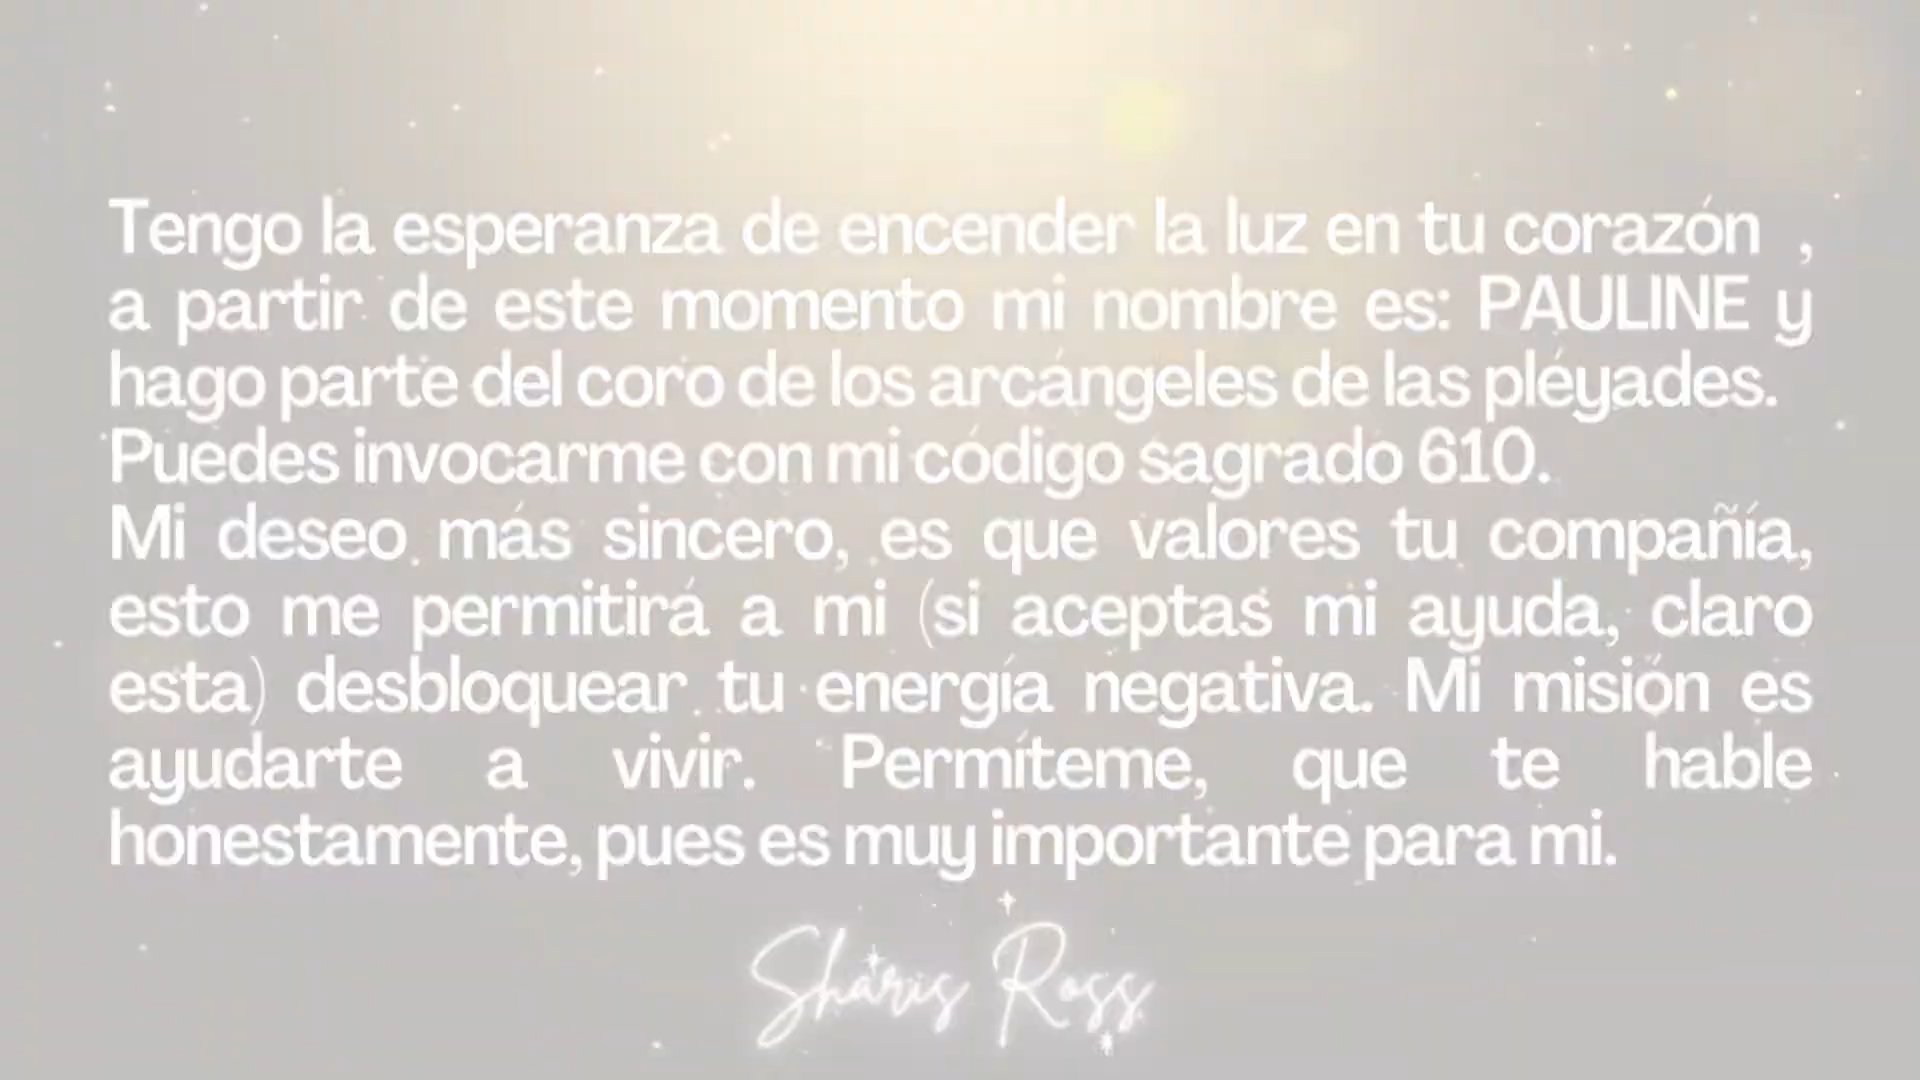 Tengo la esperanza de encender la luz en tu corazón ,
a partir de este momento mi nombre es: PAULINE y
hago parte del coro de los arcángeles de las pléyades.
Puedes invocarme con mi código sagrado 610.
Mi deseo más sincero, es que valores tu compañía,
esto me permitirá a mi (si aceptas mi ayuda, claro
esta) desbloquear tu energía negativa. Mi misión es
ayudarte a vivir. Permíteme, que te hable
honestamente, pues es muy importante para mi.
Sharis Ross